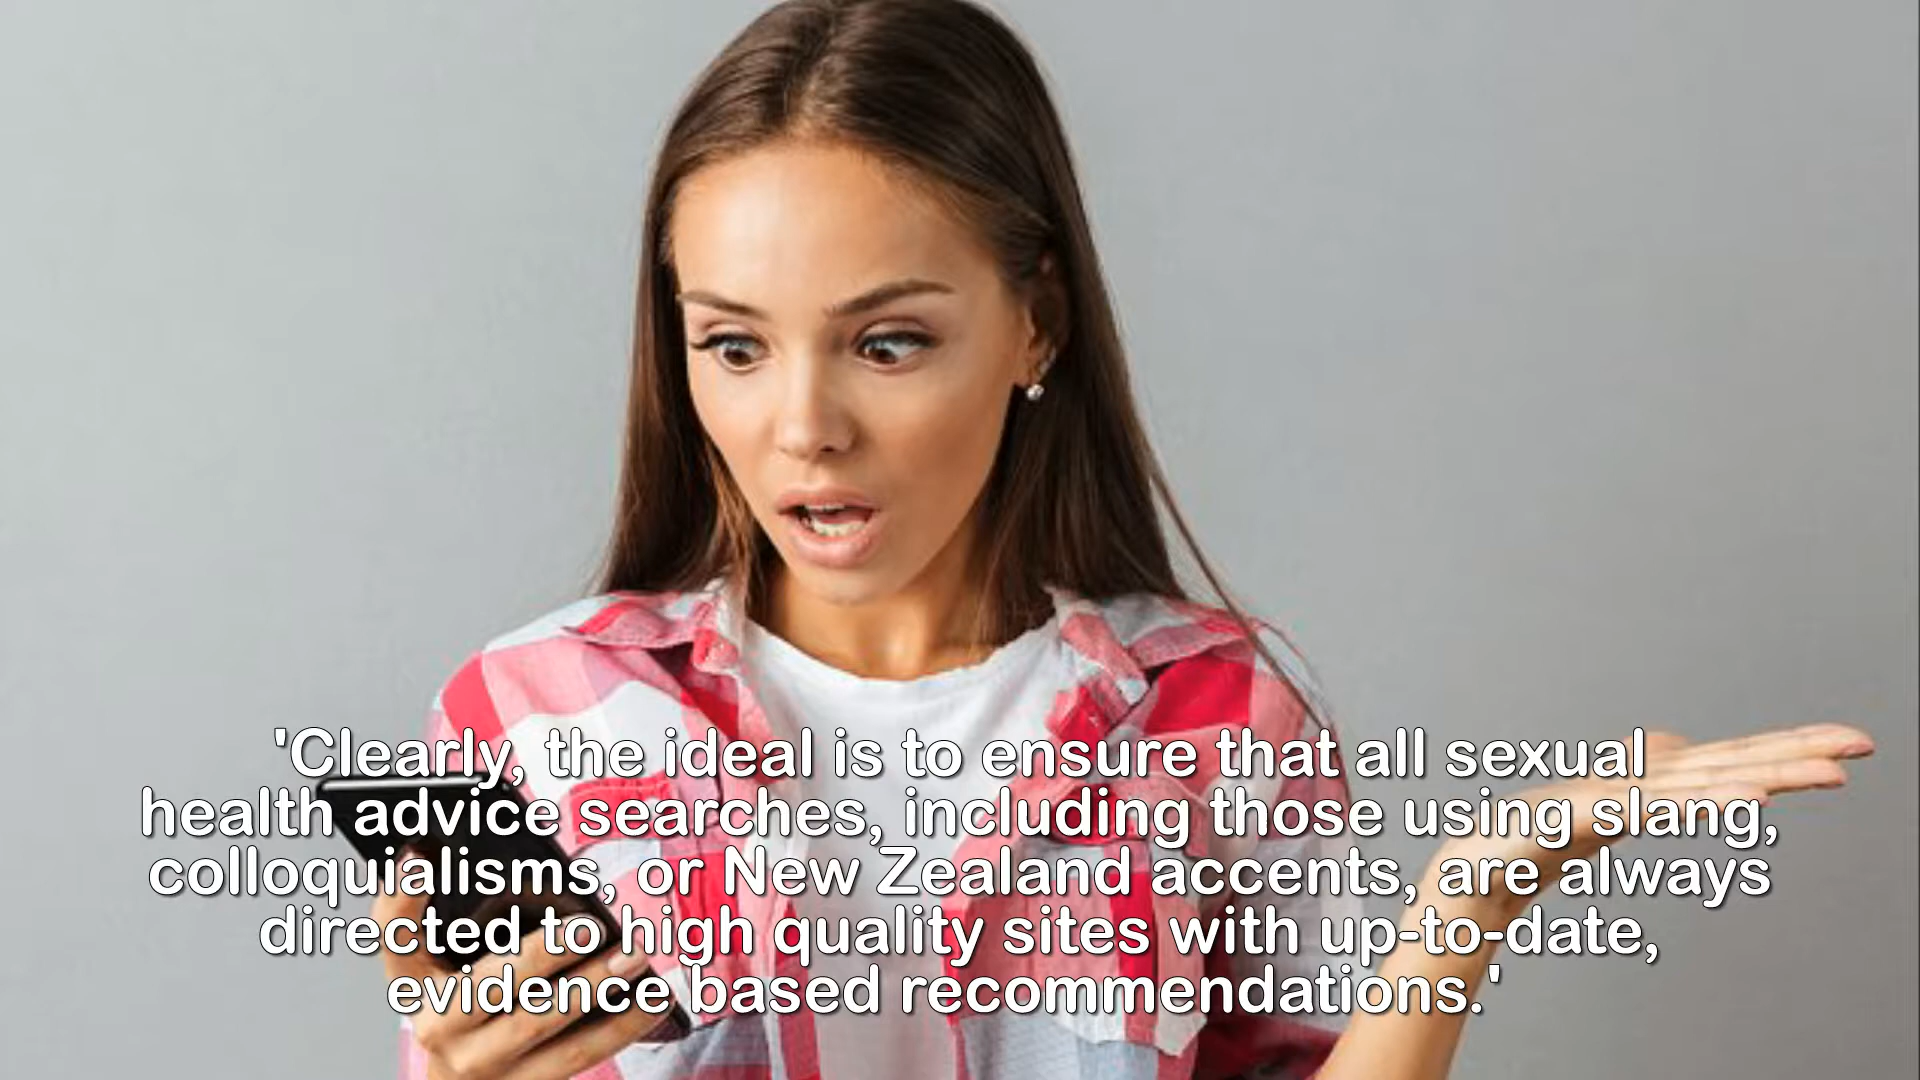 'Clearly, the ideal is to ensure that all sexual
health advice searches, including those using slang,
colloquialisms, or New Zealand accents, are always
directed to high quality sites with up-to-date,
evidence based recommendations.'